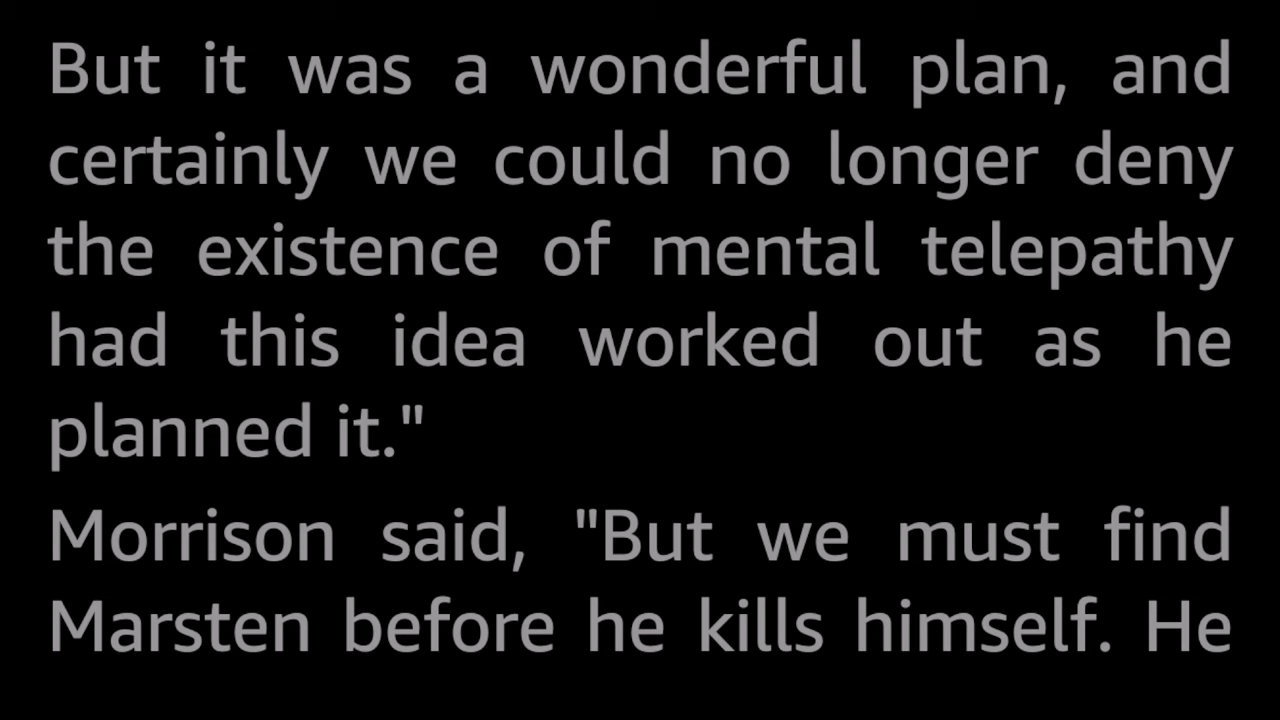 But it was a wonderful plan, and
certainly we could no longer deny
the existence of mental telepathy
had this idea worked out as he
planned it."
Morrison said, "But we must find
Marsten before he kills himself. He